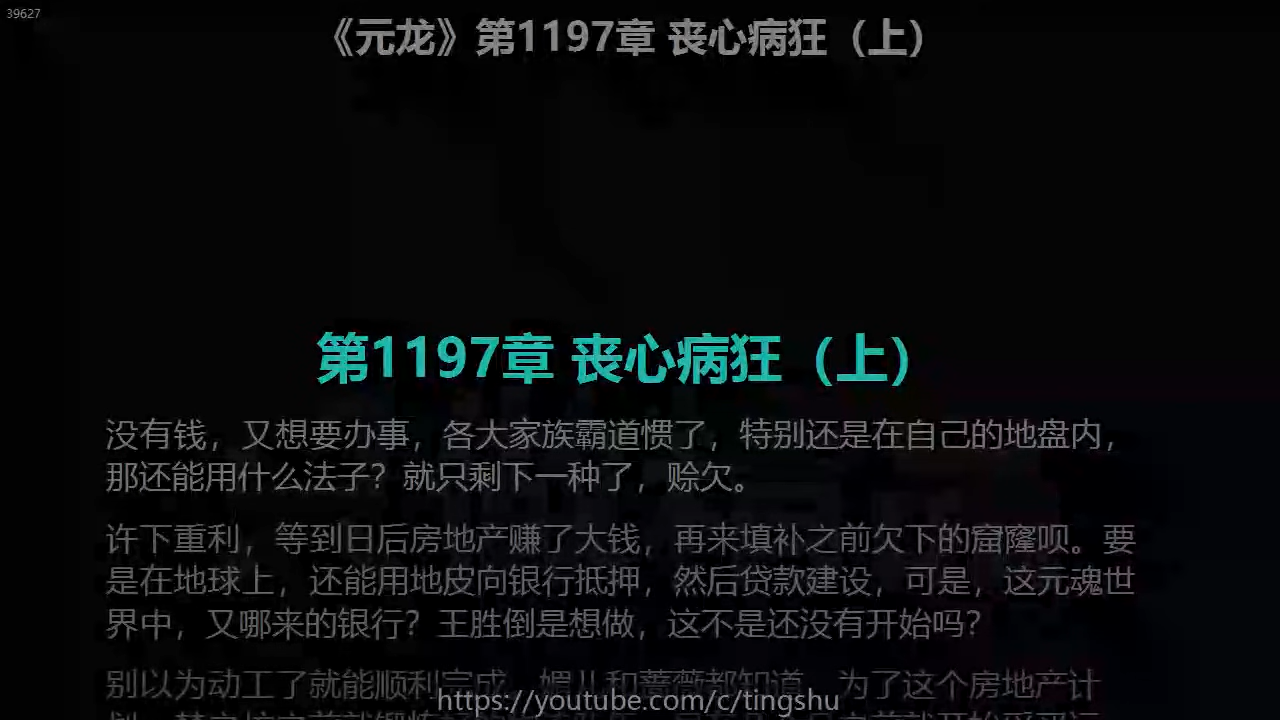 39627
《元龙》第1197章 丧心病狂（上）
第1197章 丧心病狂（上）
没有钱，又想要办事，各大家族霸道惯了，特别还是在自己的地盘内，
那还能用什么法子？就只剩下一种了，赊欠。
许下重利，等到日后房地产赚了大钱，再来填补之前欠下的窟窿呗。要
是在地球上，还能用地皮向银行抵押，然后贷款建设，可是，这元魂世
界中，又哪来的银行？王胜倒是想做，这不是还没有开始吗？
别以为动工了就能顺利完成，媚儿和蔷薇都知道，为了这个房地产计
https://youtube.com/c/tingshu